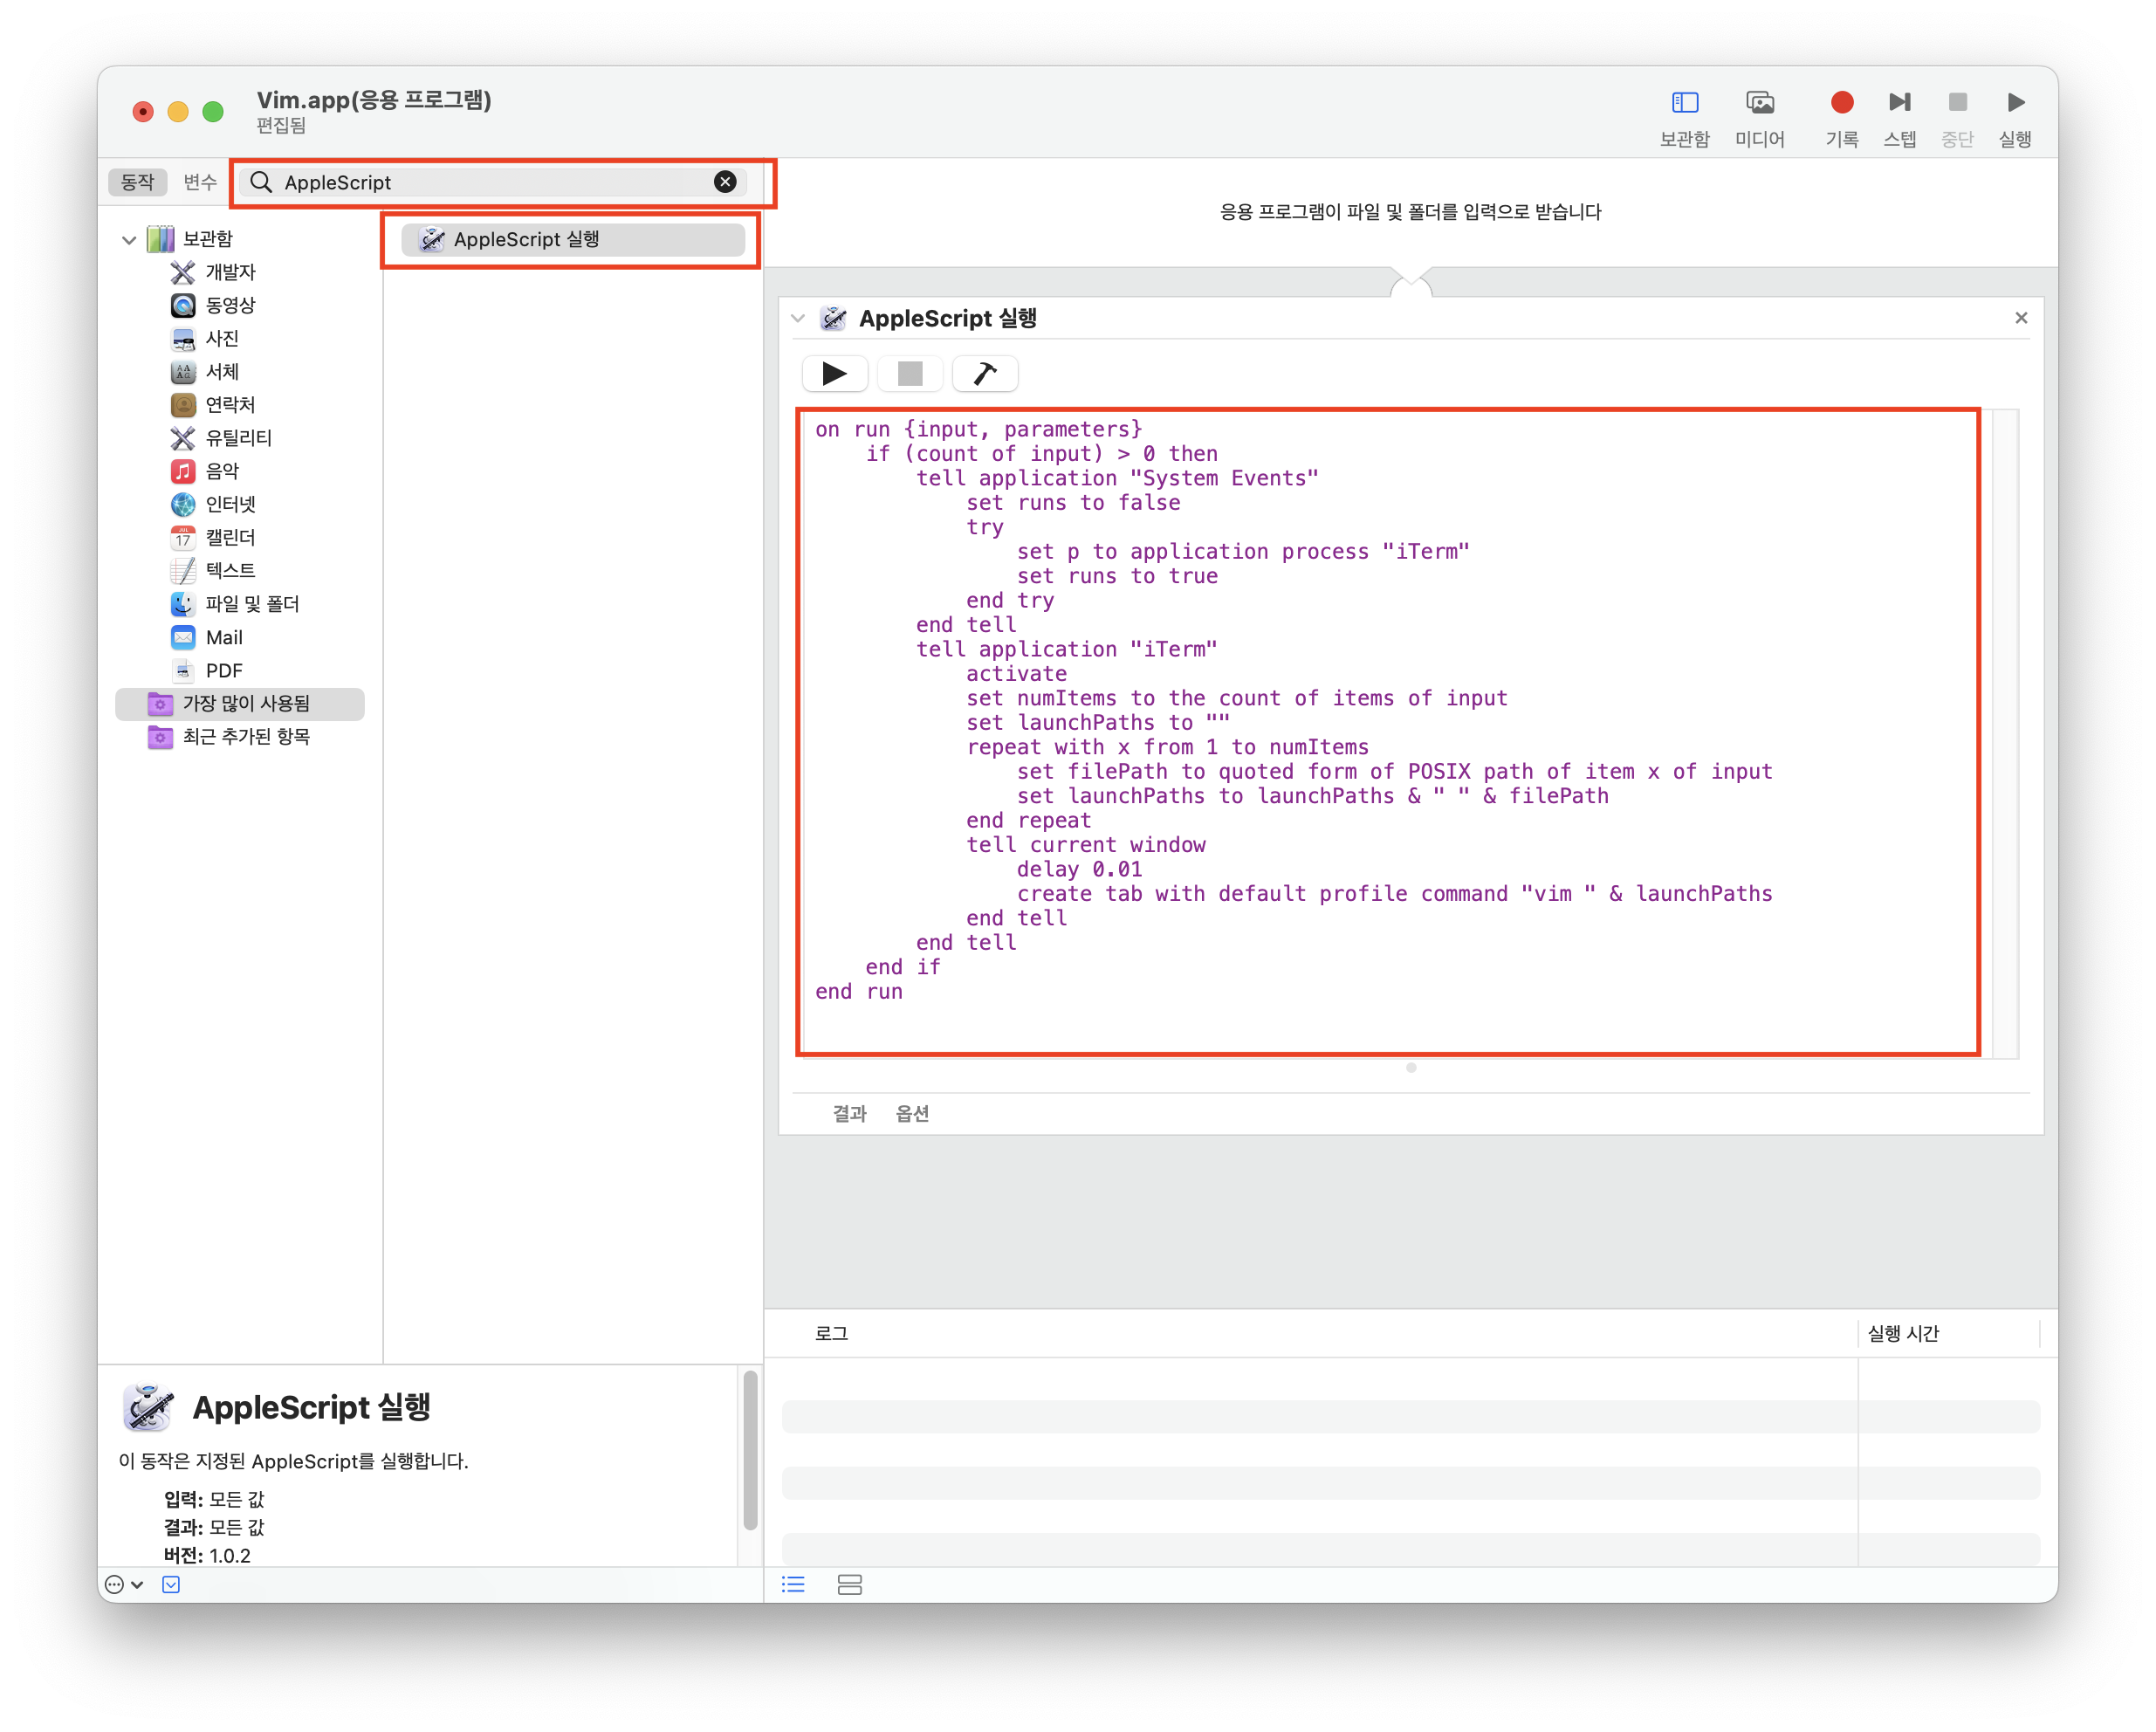 Vim.app(응용 프로그램)
편집됨
보관함
미디어
기록
스텝
중단
실행
동작
변수
AppleScript
보관함
개발자
동영상
사진
서체
연락처
유틸리티
음악
인터넷
JUL
17
캘린더
텍스트
파일 및 폴더
Mail
PDF
가장 많이 사용됨
최근 추가된 항목
AppleScript 실행
응용 프로그램이 파일 및 폴더를 입력으로 받습니다
AppleScript 실행
on run {input, parameters}
    if (count of input) > 0 then
        tell application "System Events"
            set runs to false
            try
                set p to application process "iTerm"
                set runs to true
            end try
        end tell
        tell application "iTerm"
            activate
            set numItems to the count of items of input
            set launchPaths to ""
            repeat with x from 1 to numItems
                set filePath to quoted form of POSIX path of item x of input
                set launchPaths to launchPaths & " " & filePath
            end repeat
            tell current window
                delay 0.01
                create tab with default profile command "vim " & launchPaths
            end tell
        end tell
    end if
end run
결과
옵션
로그
실행 시간
AppleScript 실행
이 동작은 지정된 AppleScript를 실행합니다.
입력: 모든 값
결과: 모든 값
버전: 1.0.2